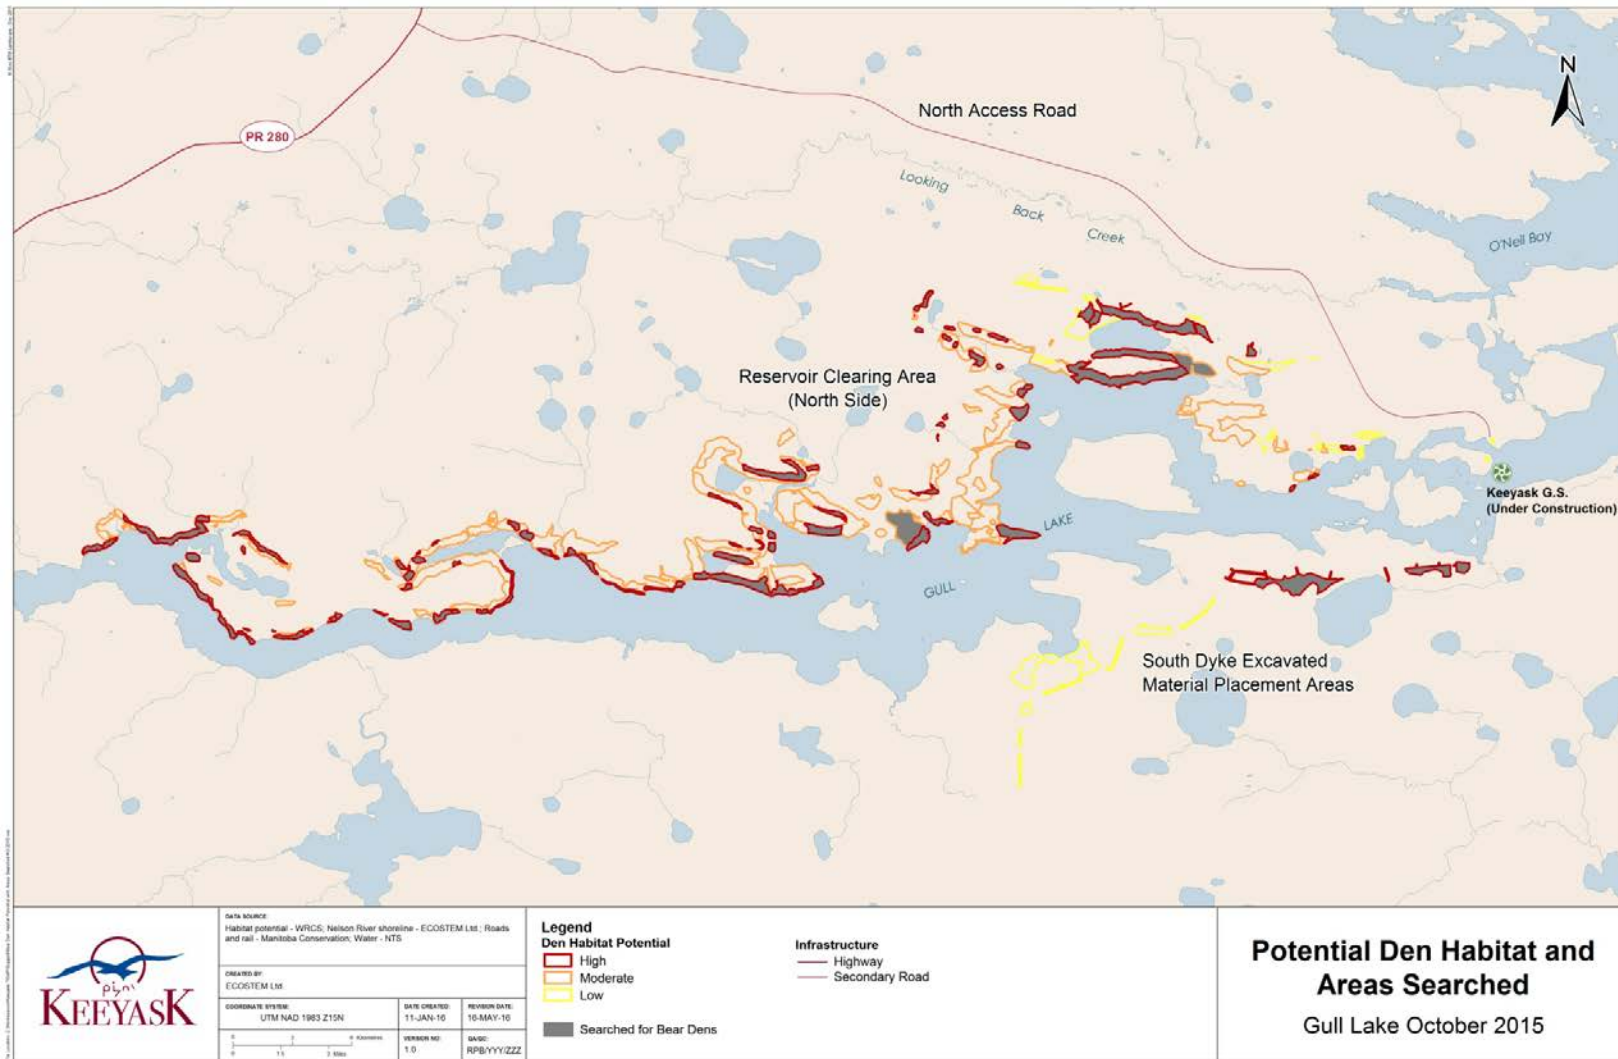 North Access Road
PR 280
Looking
Back
Creek
O'Neil Bay
Reservoir Clearing Area
(North Side)
Keeyask G.S.
(Under Construction)
LAKE
GULL
South Dyke Excavated
Material Placement Areas
N
KEEYASK
DATA SOURCE:
Habitat potential - WRCS; Nelson River shoreline - ECOSTEM Ltd.; Roads
and rail - Manitoba Conservation; Water - NTS
CREATED BY:
ECOSTEM Ltd.
COORDINATE SYSTEM:
UTM NAD 1983 Z15N
DATE CREATED:
11-JAN-16
REVISION DATE:
16-MAY-16
VERSION NO:
1.0
QA/QC:
RPB/YYY/ZZZ
Legend
Den Habitat Potential
High
Moderate
Low
Searched for Bear Dens
Infrastructure
Highway
Secondary Road
Potential Den Habitat and
Areas Searched
Gull Lake October 2015